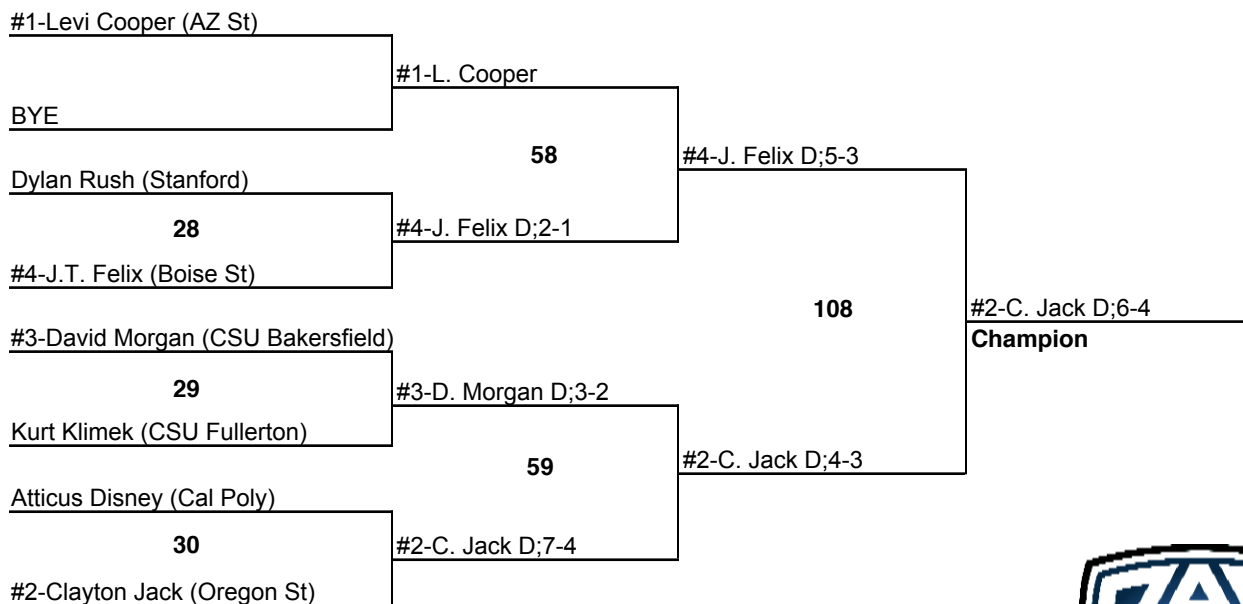 #1-Levi Cooper (AZ St)
#1-L. Cooper
BYE
58
#4-J. Felix D;5-3
Dylan Rush (Stanford)
28
#4-J. Felix D;2-1
#4-J.T. Felix (Boise St)
108
#2-C. Jack D;6-4
Champion
#3-David Morgan (CSU Bakersfield)
29
#3-D. Morgan D;3-2
Kurt Klimek (CSU Fullerton)
59
#2-C. Jack D;4-3
Atticus Disney (Cal Poly)
30
#2-C. Jack D;7-4
#2-Clayton Jack (Oregon St)